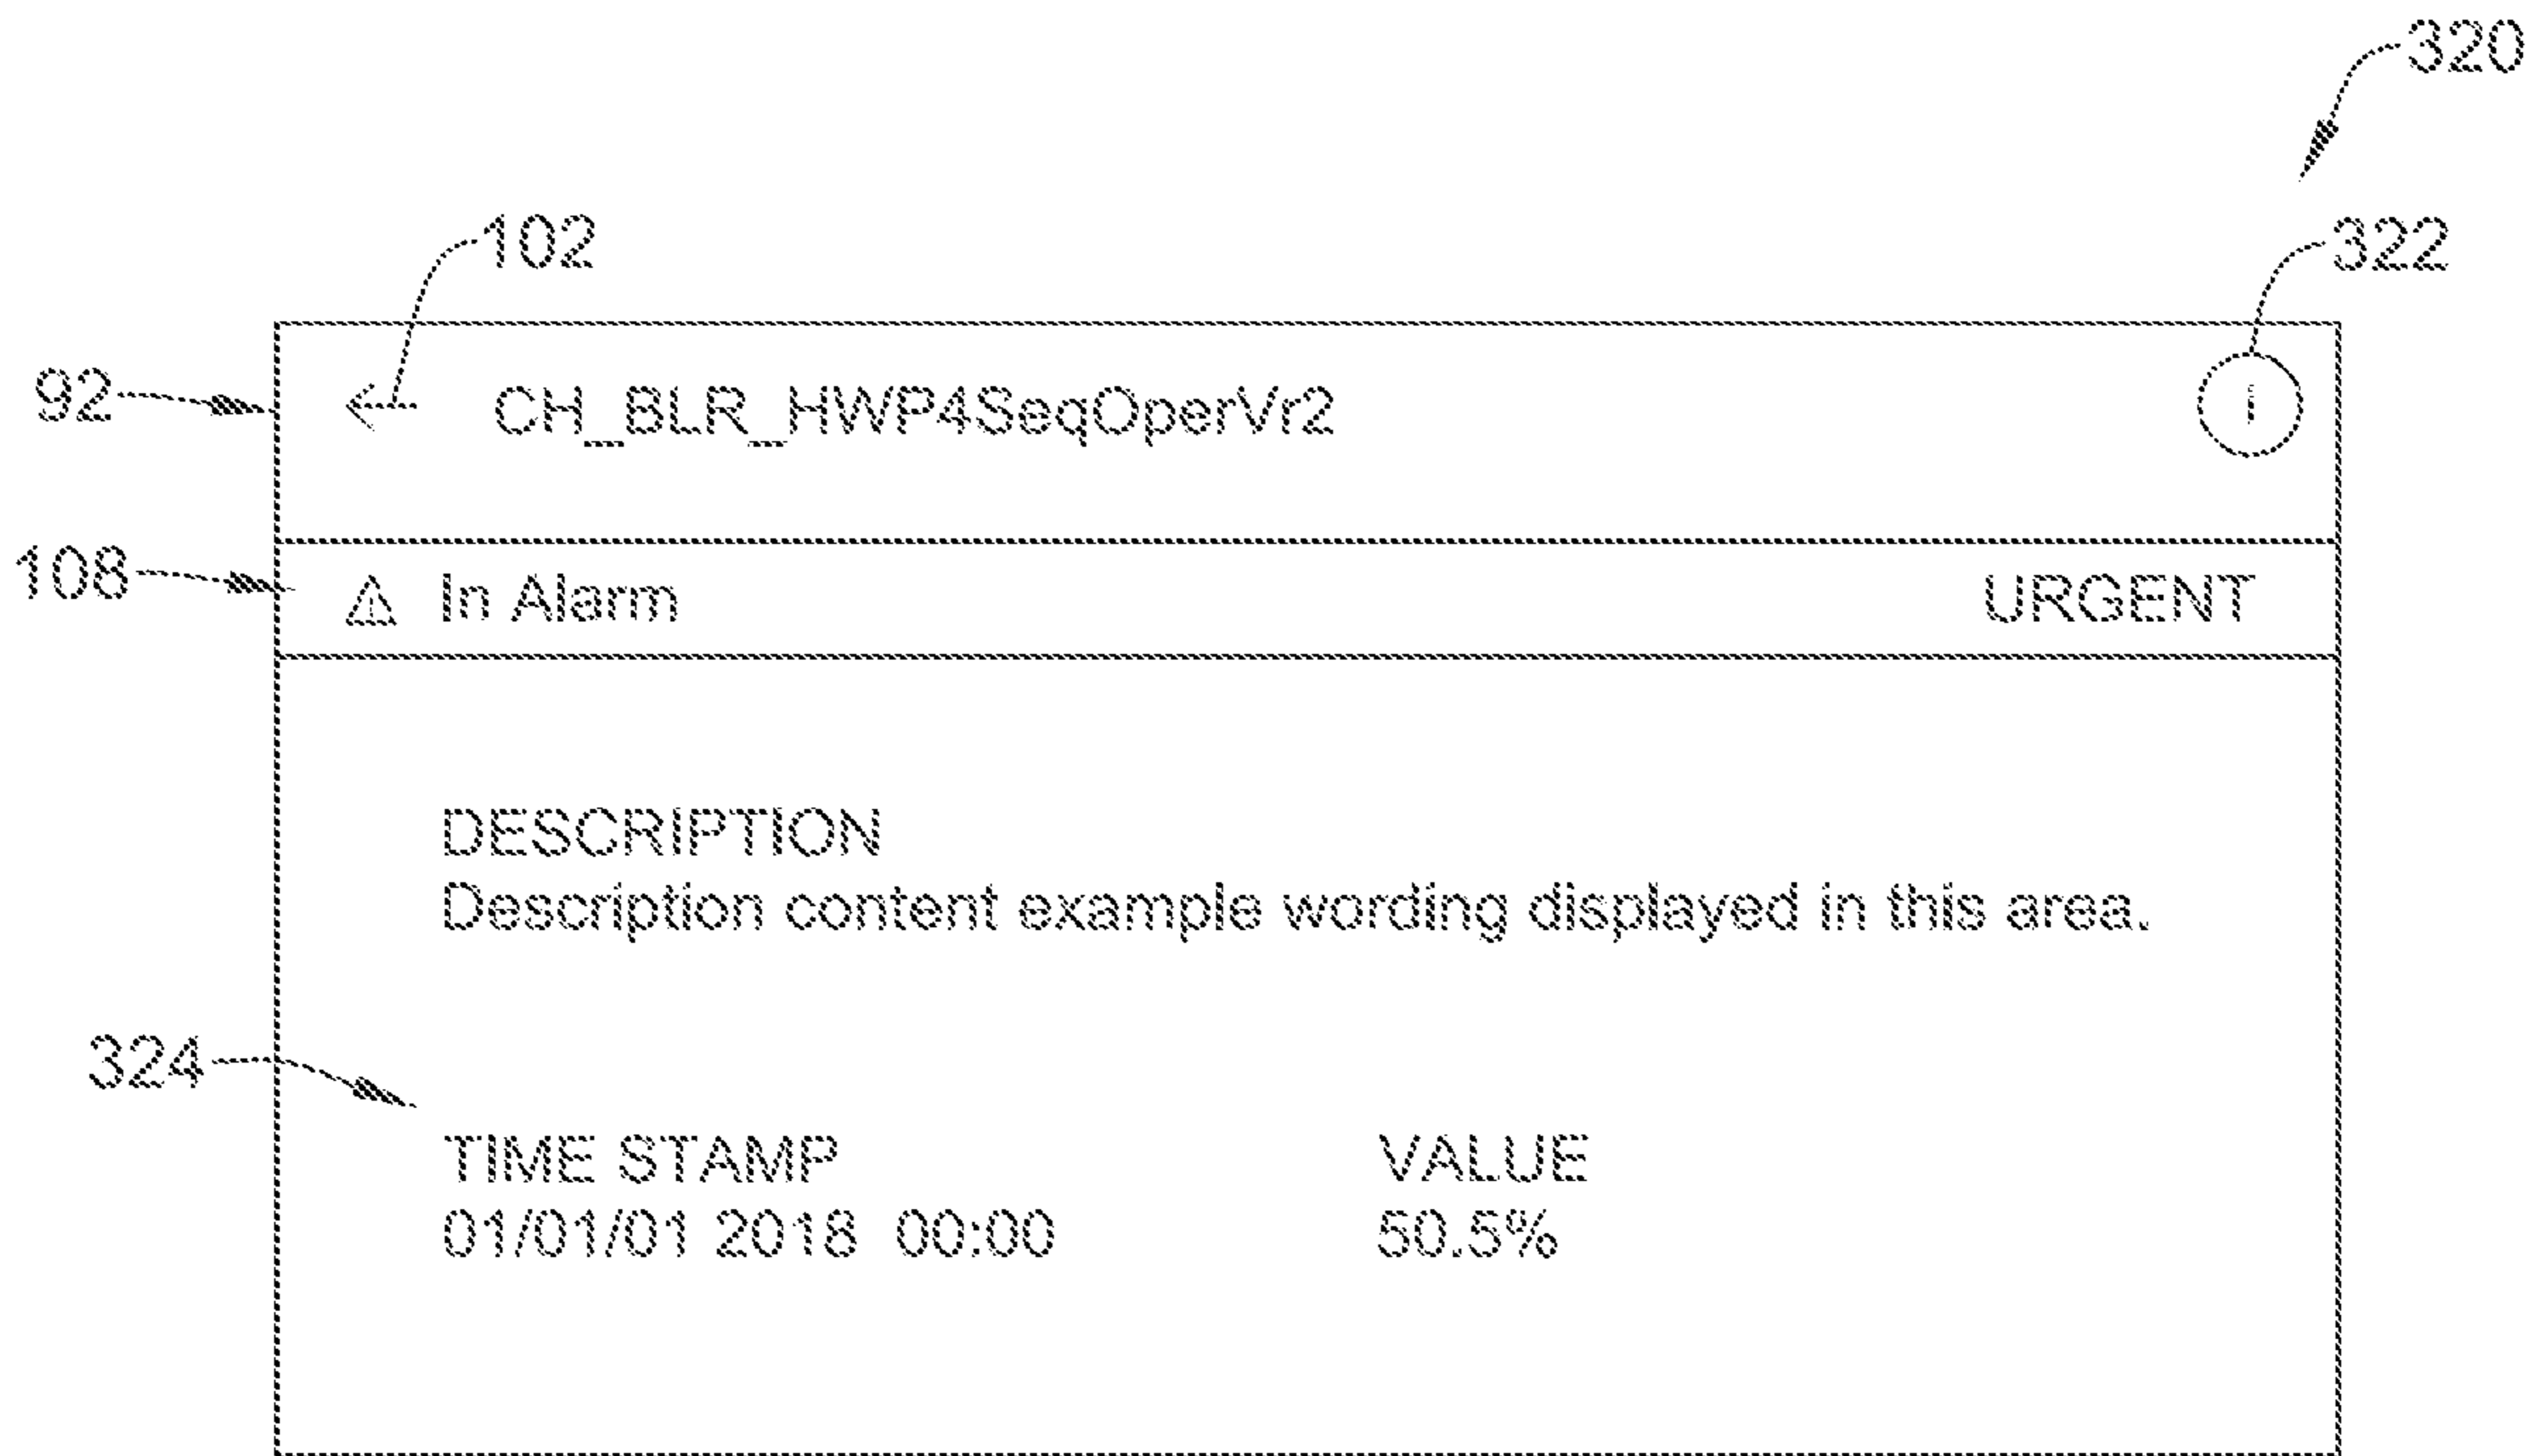 320
102
322
92
CH_BLR_HWP4SeqOperVr2
i
108
In Alarm URGENT
DESCRIPTION
Description content example wording displayed in this area.
324
TIME STAMP VALUE
01/01/01 2018 00:00 50.5%